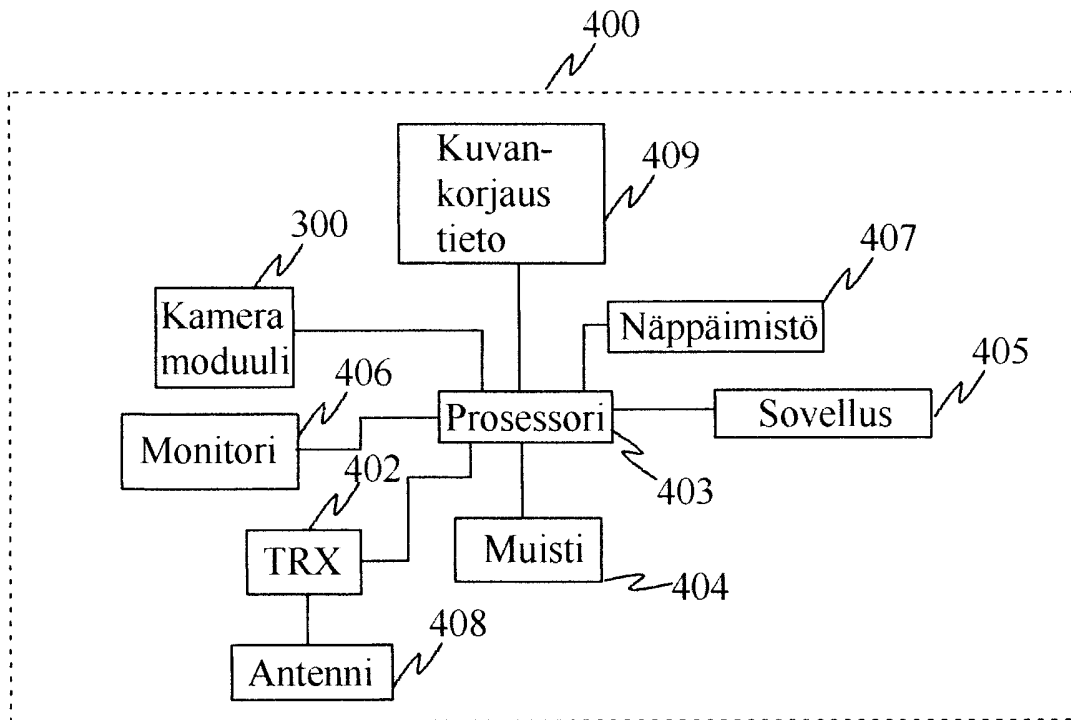 400
Kuvan-
korjaus
tieto
409
300
Kamera
moduuli
407
Näppäimistö
406
Monitori
Prosessori
403
405
Sovellus
402
TRX
Muisti
404
408
Antenni